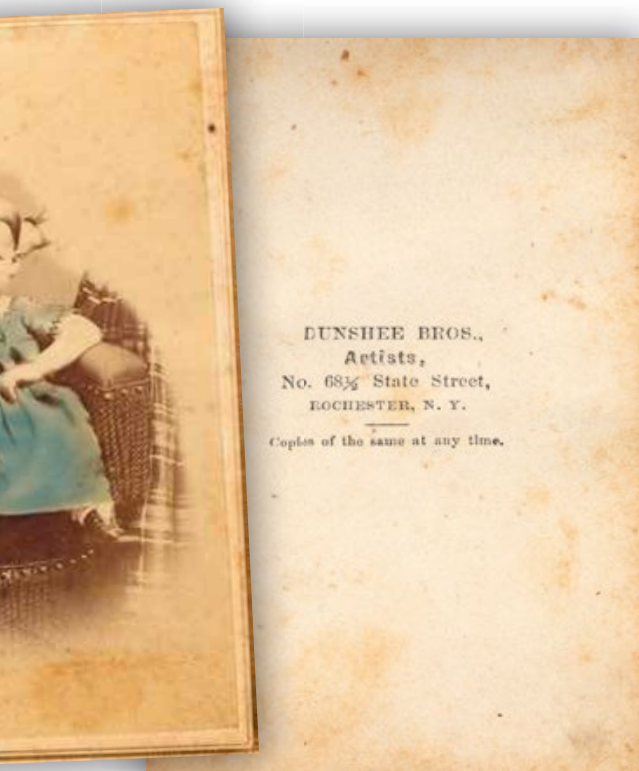 DUNSHEE BROS.,
Artists,
No. 68½ State Street,
ROCHESTER, N. Y.
Copies of the same at any time.